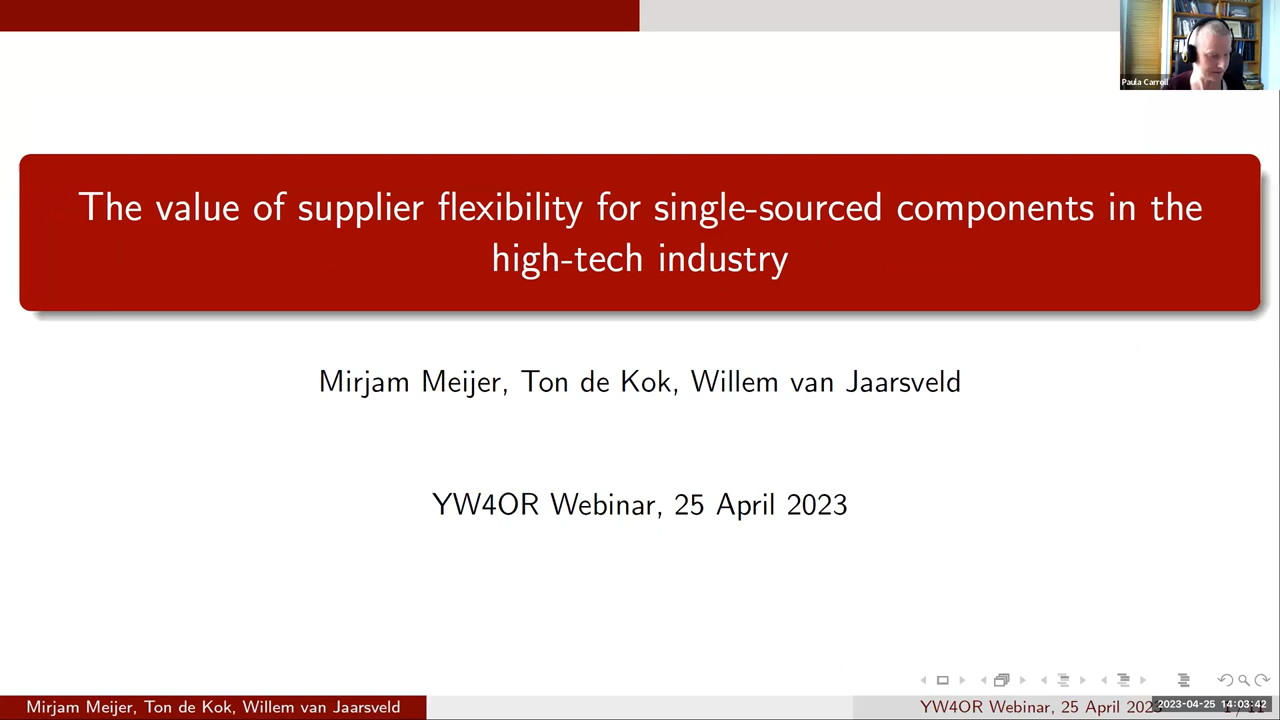 Paula Carroll
The value of supplier flexibility for single-sourced components in the
high-tech industry
Mirjam Meijer, Ton de Kok, Willem van Jaarsveld
YW4OR Webinar, 25 April 2023
Mirjam Meijer, Ton de Kok, Willem van Jaarsveld
YW4OR Webinar, 25 April 2023
2023-04-25 14:03:42